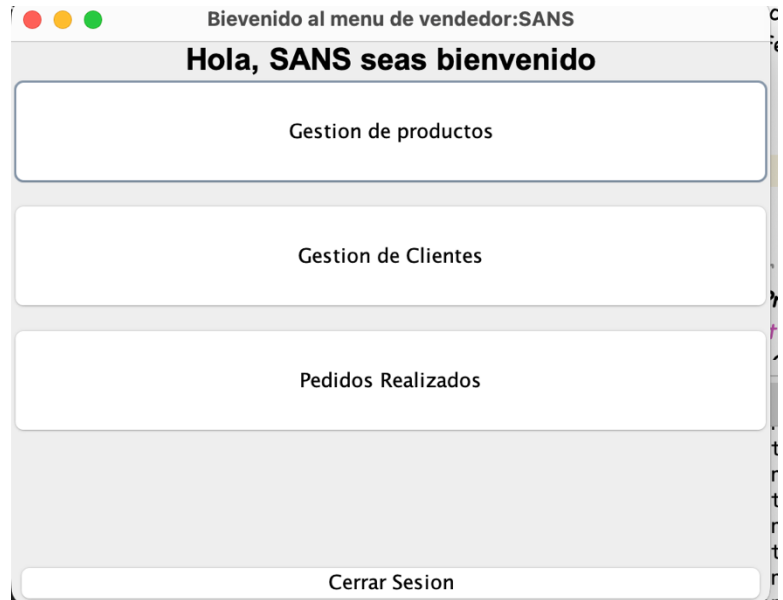 Bievenido al menu de vendedor:SANS
Hola, SANS seas bienvenido
Gestion de productos
Gestion de Clientes
Pedidos Realizados
Cerrar Sesion